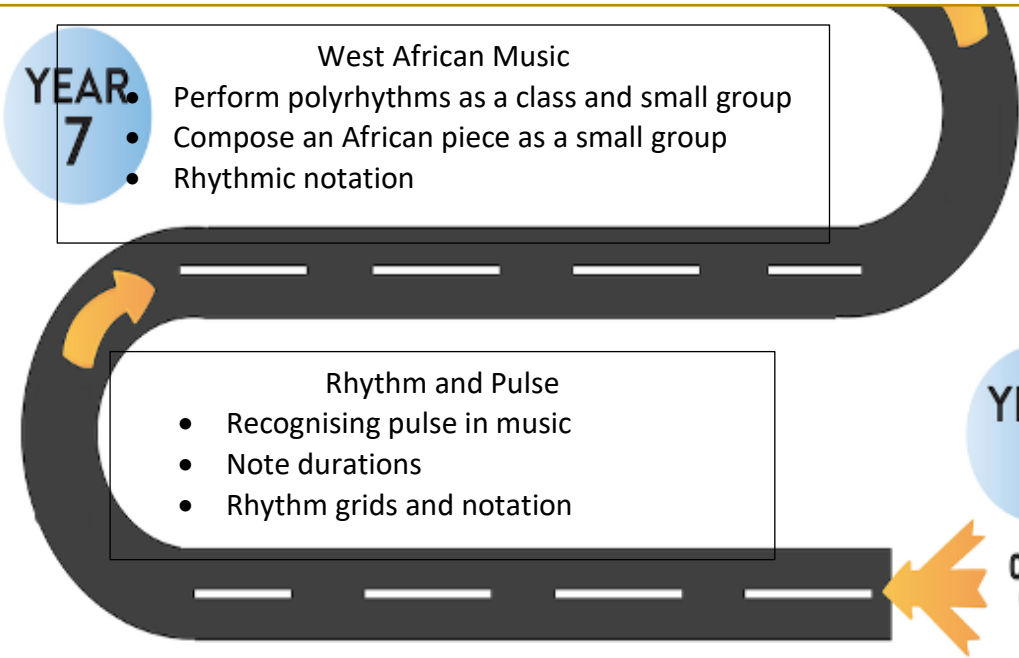 YEAR
7
West African Music
• Perform polyrhythms as a class and small group
• Compose an African piece as a small group
• Rhythmic notation
Rhythm and Pulse
• Recognising pulse in music
• Note durations
• Rhythm grids and notation